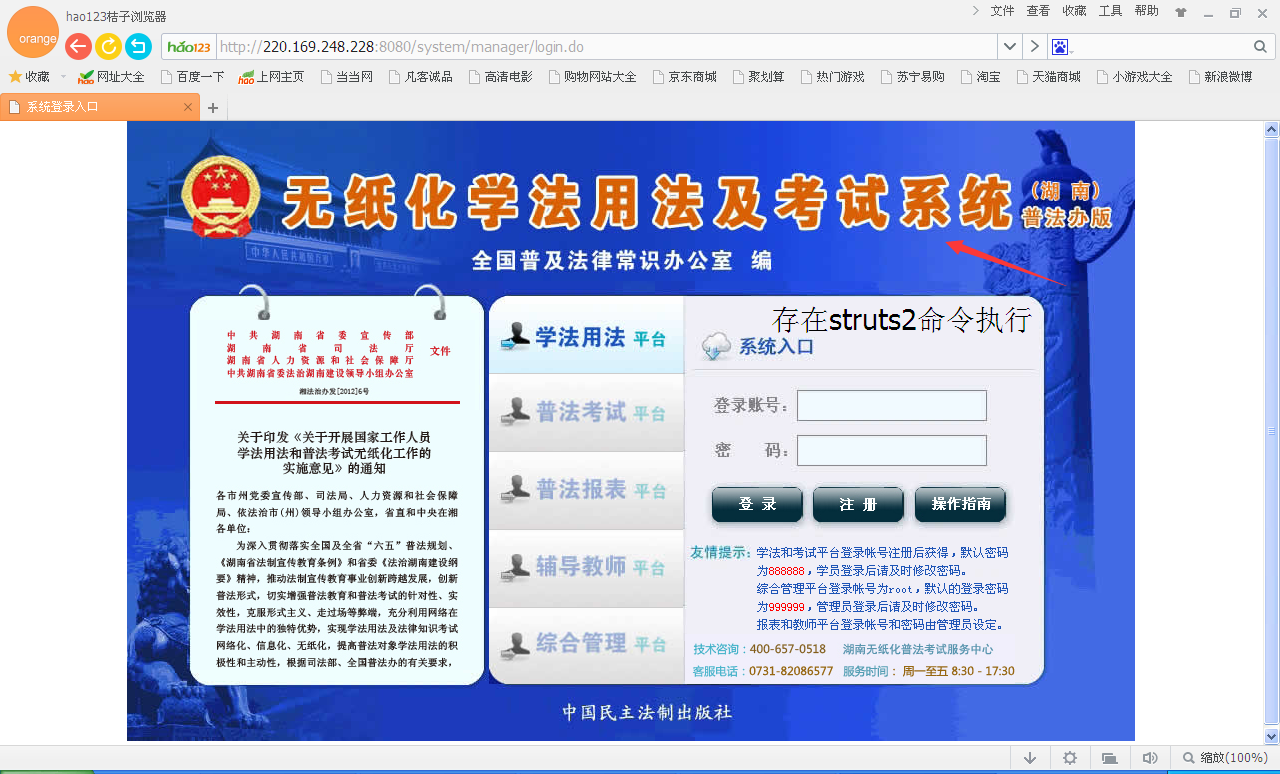 hao123桔子浏览器
文件 查看 收藏 工具 帮助
orange
hao123 http://220.169.248.228:8080/system/manager/login.do
收藏 网址大全 百度一下 上网主页 当当网 凡客诚品 高清电影 购物网站大全 京东商城 聚划算 热门游戏 苏宁易购 淘宝 天猫商城 小游戏大全 新浪微博
系统登录入口
无纸化学法用法及考试系统
(湖 南)
普法办版
中华人民共和国万岁
全国普及法律常识办公室 编
中共湖南省委宣传部
湖南省司法厅
湖南省人力资源和社会保障厅
中共湖南省委法治湖南建设领导小组办公室
文件
湘法治办发[2012]6号
关于印发《关于开展国家工作人员
学法用法和普法考试无纸化工作的
实施意见》的通知
各市州党委宣传部、司法局、人力资源和社会保障
局、依法治市(州)领导小组办公室,省直和中央在湘
各单位:
为深入贯彻落实全国及全省“六五”普法规划、
《湖南省法制宣传教育条例》和省委《法治湖南建设纲
要》精神,推动法制宣传教育事业创新跨越发展,创新
普法形式,切实增强普法教育和普法考试的针对性、实
效性,克服形式主义、走过场等弊端,充分利用网络在
学法用法中的独特优势,实现学法用法及法律知识考试
网络化、信息化、无纸化,提高普法对象学法用法的积
极性和主动性,根据司法部、全国普法办的有关要求,
学法用法 平台
普法考试 平台
普法报表 平台
辅导教师 平台
综合管理 平台
存在struts2命令执行
系统入口
登录账号:
密 码:
登 录 注 册 操作指南
友情提示:学法和考试平台登录帐号注册后获得,默认密码
为888888,学员登录后请及时修改密码。
综合管理平台登录帐号为root,默认的登录密码
为999999,管理员登录后请及时修改密码。
报表和教师平台登录帐号和密码由管理员设定。
技术咨询:400-657-0518 湖南无纸化普法考试服务中心
客服电话:0731-82086577 服务时间:周一至五 8:30 - 17:30
中国民主法制出版社
缩放(100%)